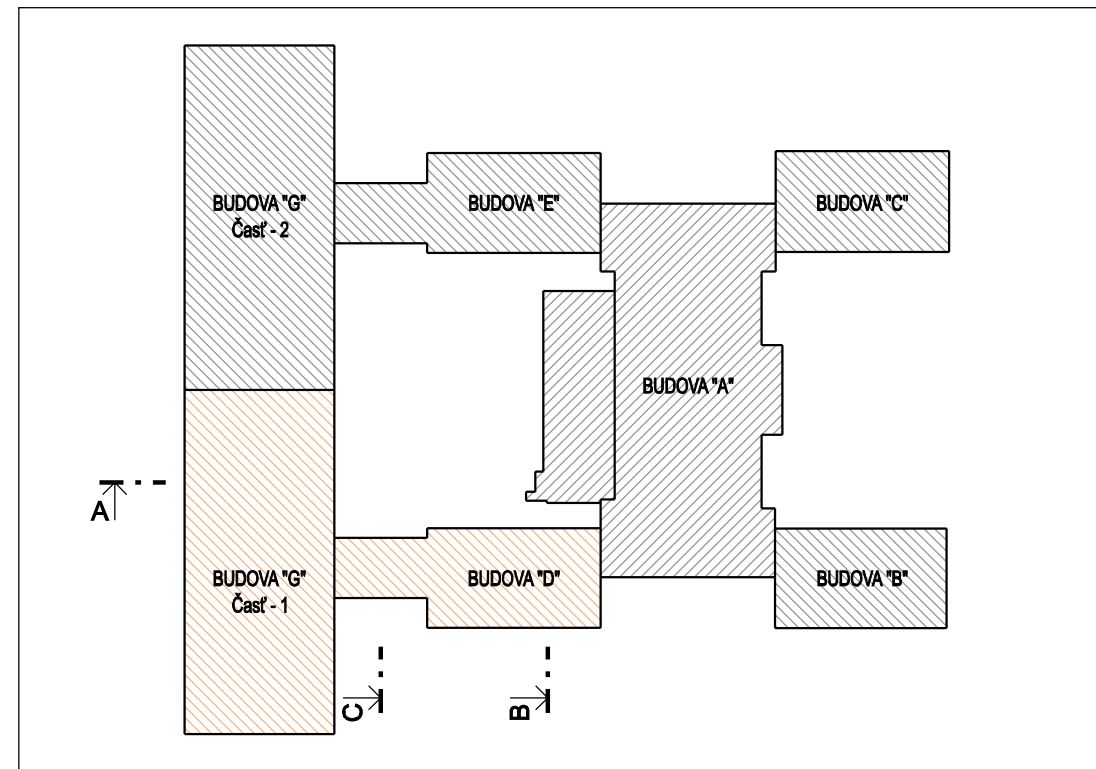 BUDOVA "G"
Časť - 2
BUDOVA "E"
BUDOVA "C"
BUDOVA "A"
A
BUDOVA "G"
Časť - 1
BUDOVA "D"
BUDOVA "B"
C
B